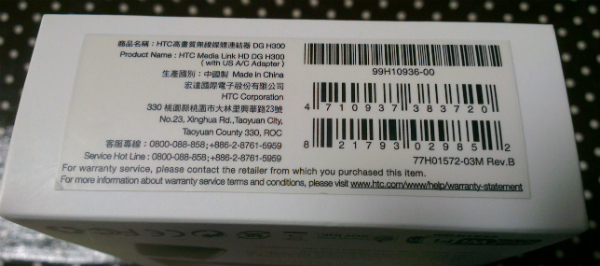 商品名稱：HTC高畫質無線媒體連結器 DG H300
Product Name : HTC Media Link HD DG H300
( with US A/C Adapter)
生產國別：中國製 Made in China
宏達國際電子股份有限公司
HTC Corporation
330 桃園縣桃園市大林里興華路23號
No.23, Xinghua Rd.,Taoyuan City,
Taoyuan County 330, ROC
客服專線：0800-088-858;+886-2-8761-5959
Service Hot Line : 0800-088-858;+886-2-8761-5959
99H10936-00
4 710937 383720
8 21793 02985 2
77H01572-03M Rev.B
For warranty service, please contact the retailer from which you purchased this item.
For more information about warranty service terms and conditions, please visit www.htc.com/www/help/warranty-statement